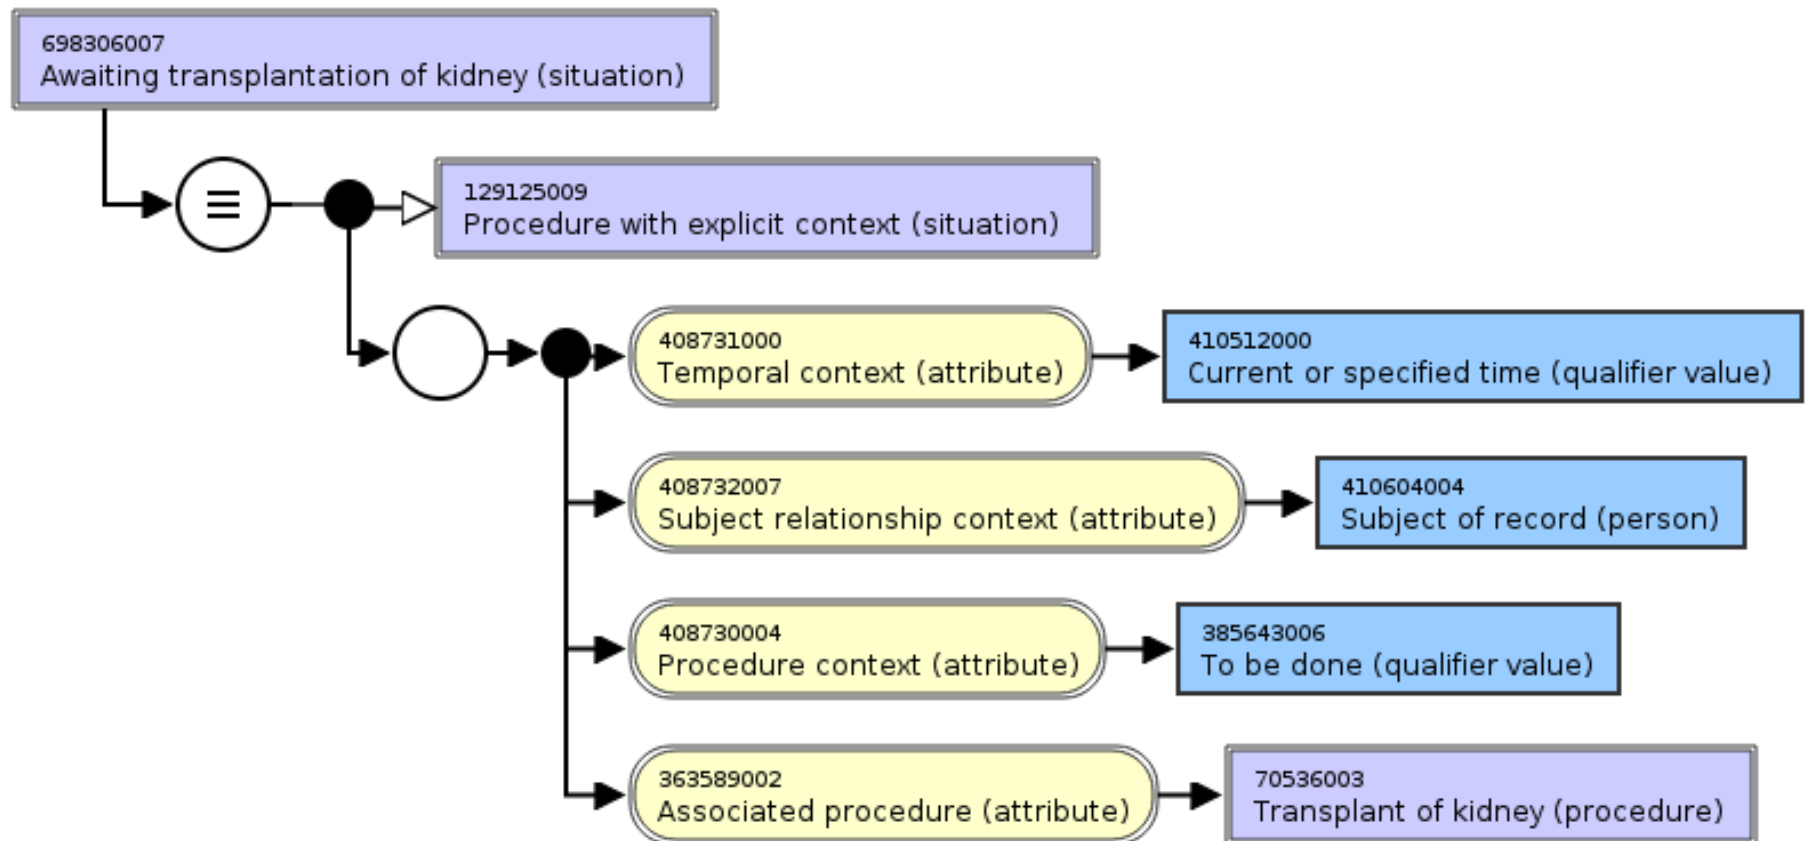 698306007
Awaiting transplantation of kidney (situation)
129125009
Procedure with explicit context (situation)
408731000
Temporal context (attribute)
410512000
Current or specified time (qualifier value)
408732007
Subject relationship context (attribute)
410604004
Subject of record (person)
408730004
Procedure context (attribute)
385643006
To be done (qualifier value)
363589002
Associated procedure (attribute)
70536003
Transplant of kidney (procedure)